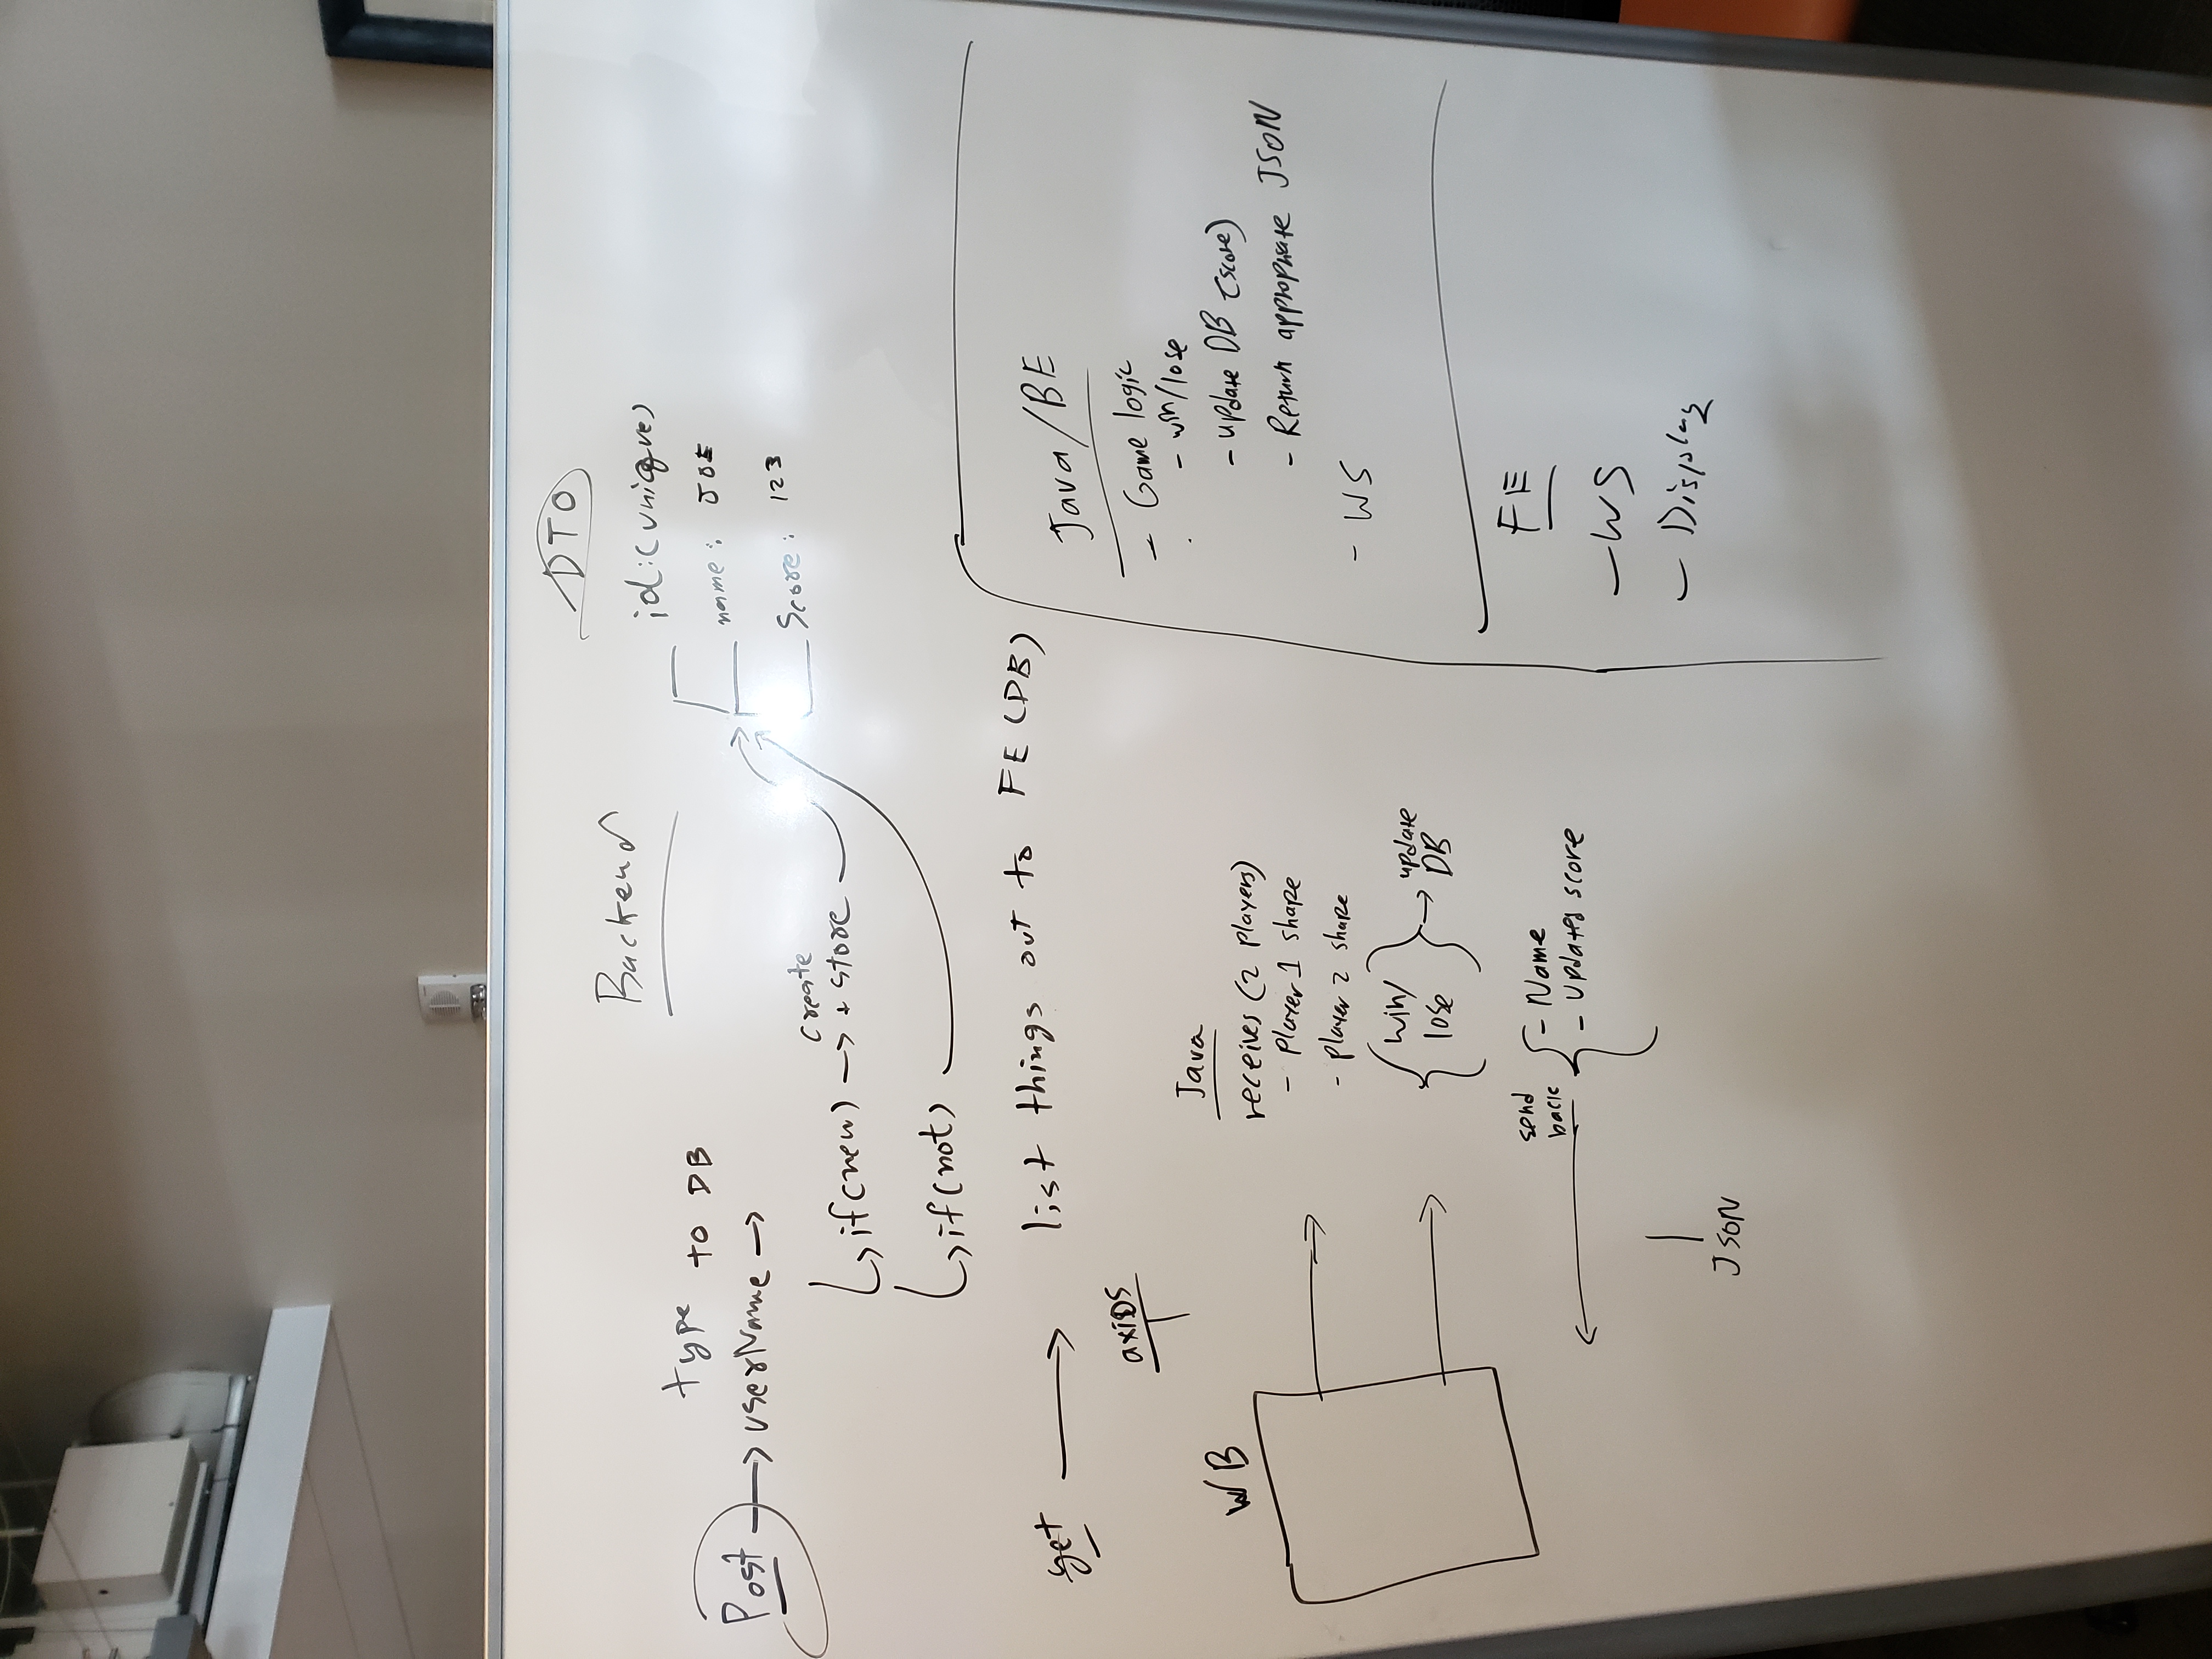 DTO
Backend
id: (unique)
name: JOE
Score: 123
type to DB
Post → userName →
create
if(new) → + store
if(not)
get → list things out to FE (DB)
axios
WB
Java
receives (2 players)
- Player 1 shape
- player 2 shape
{ win/
lose } → update
DB
send
back
- Name
- Updates score
JSON
Java/BE
- Game logic
- win/lose
- update DB (score)
- Return appropriate JSON
- WS
FE
- WS
- Display